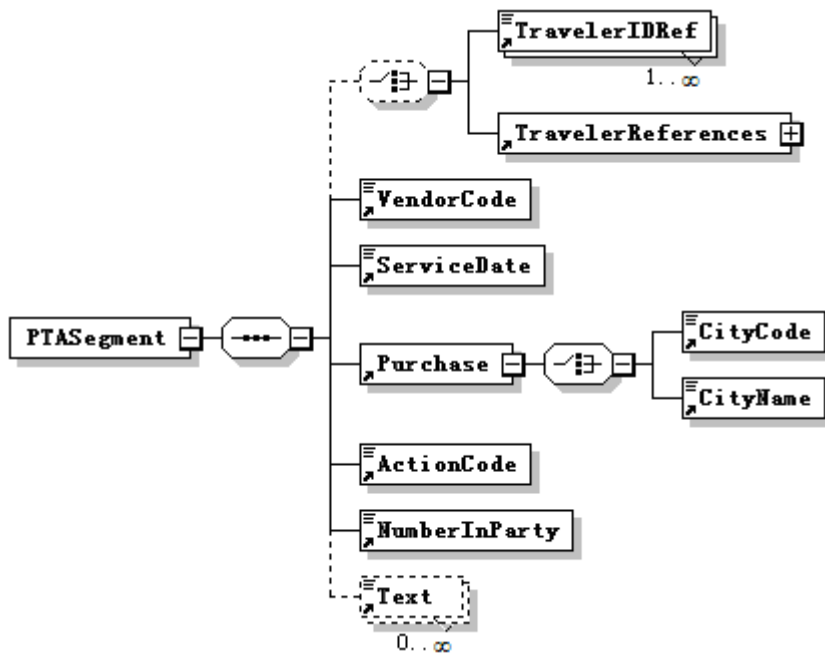 TravelerIDRef
1..∞
TravelerReferences
VendorCode
ServiceDate
PTASegment
Purchase
CityCode
CityName
ActionCode
NumberInParty
Text
0..∞